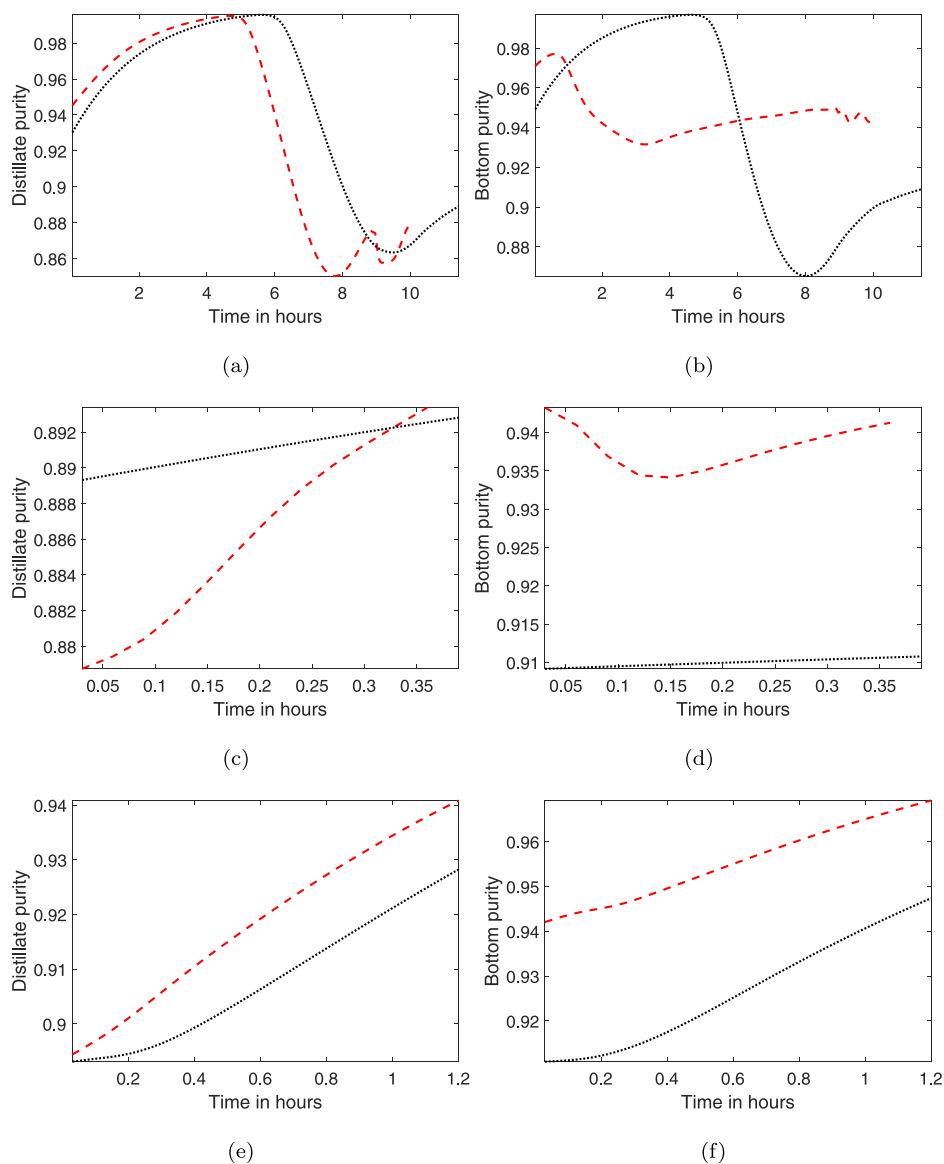 Distillate purity
0.98
0.96
0.94
0.92
0.9
0.88
0.86
2 4 6 8 10
Time in hours
(a)
Bottom purity
0.98
0.96
0.94
0.92
0.9
0.88
2 4 6 8 10
Time in hours
(b)
Distillate purity
0.892
0.89
0.888
0.886
0.884
0.882
0.88
0.05 0.1 0.15 0.2 0.25 0.3 0.35
Time in hours
(c)
Bottom purity
0.94
0.935
0.93
0.925
0.92
0.915
0.91
0.05 0.1 0.15 0.2 0.25 0.3 0.35
Time in hours
(d)
Distillate purity
0.94
0.93
0.92
0.91
0.9
0.2 0.4 0.6 0.8 1 1.2
Time in hours
(e)
Bottom purity
0.96
0.95
0.94
0.93
0.92
0.2 0.4 0.6 0.8 1 1.2
Time in hours
(f)